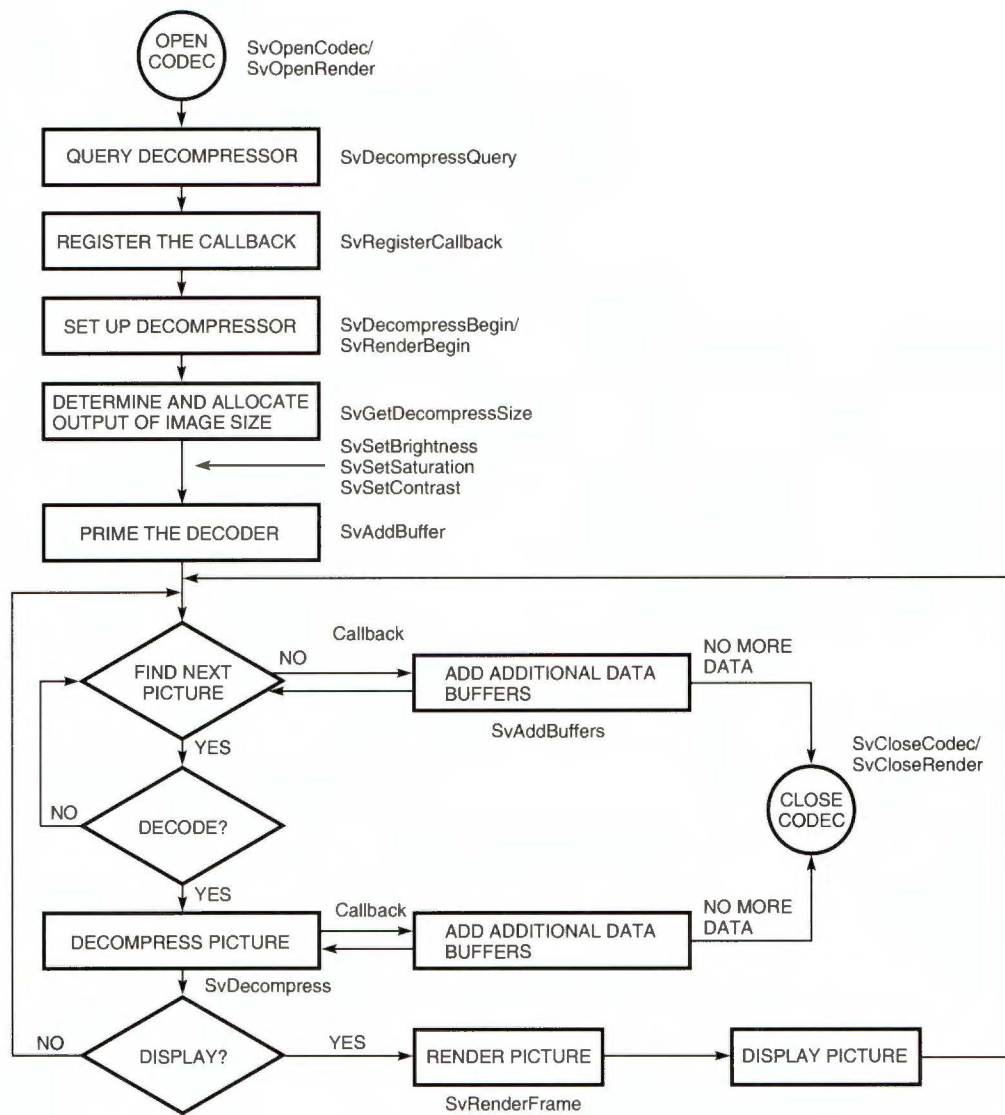 OPEN
CODEC
SvOpenCodec/
SvOpenRender
QUERY DECOMPRESSOR
SvDecompressQuery
REGISTER THE CALLBACK
SvRegisterCallback
SET UP DECOMPRESSOR
SvDecompressBegin/
SvRenderBegin
DETERMINE AND ALLOCATE
OUTPUT OF IMAGE SIZE
SvGetDecompressSize
SvSetBrightness
SvSetSaturation
SvSetContrast
PRIME THE DECODER
SvAddBuffer
FIND NEXT
PICTURE
NO
Callback
ADD ADDITIONAL DATA
BUFFERS
SvAddBuffers
NO MORE
DATA
SvCloseCodec/
SvCloseRender
CLOSE
CODEC
YES
NO
DECODE?
YES
DECOMPRESS PICTURE
SvDecompress
Callback
ADD ADDITIONAL DATA
BUFFERS
NO MORE
DATA
NO
DISPLAY?
YES
RENDER PICTURE
SvRenderFrame
DISPLAY PICTURE